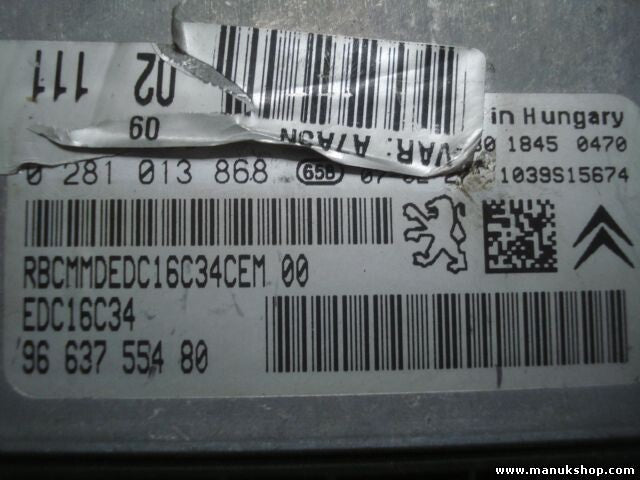 111 02
60
VAR: A7A3N
in Hungary
1845 0470
0 281 013 868 658
1039S15674
RBCMMDEDC16C34CEM 00
EDC16C34
96 637 554 80
www.manukshop.com